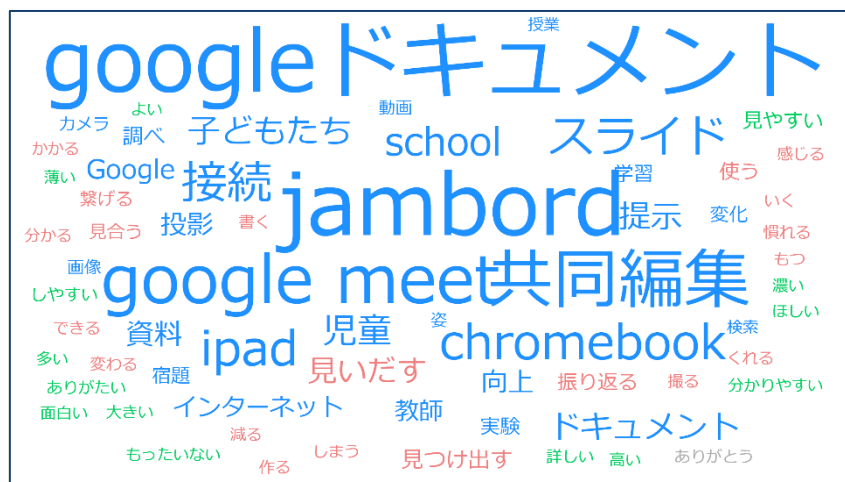 授業
googleドキュメント
よい 動画
カメラ 調べ 子どもたち school スライド 見やすい
かかる 感じる
薄い Google 接続 学習 使う
繋げる jambord いく
分かる 見合う 投影 書く 提示 変化 慣れる
画像 google meet 共同編集 もつ
しやすい 濃い
ほしい
できる 資料 ipad 児童 姿 chromebook 検索
多い 変わる 見いだす くれる
ありがたい 宿題 向上 振り返る 撮る 分かりやすい
面白い 大きい インターネット 教師
減る 実験 ドキュメント
もったいない しまう 見つけ出す 詳しい 高い ありがとう
作る